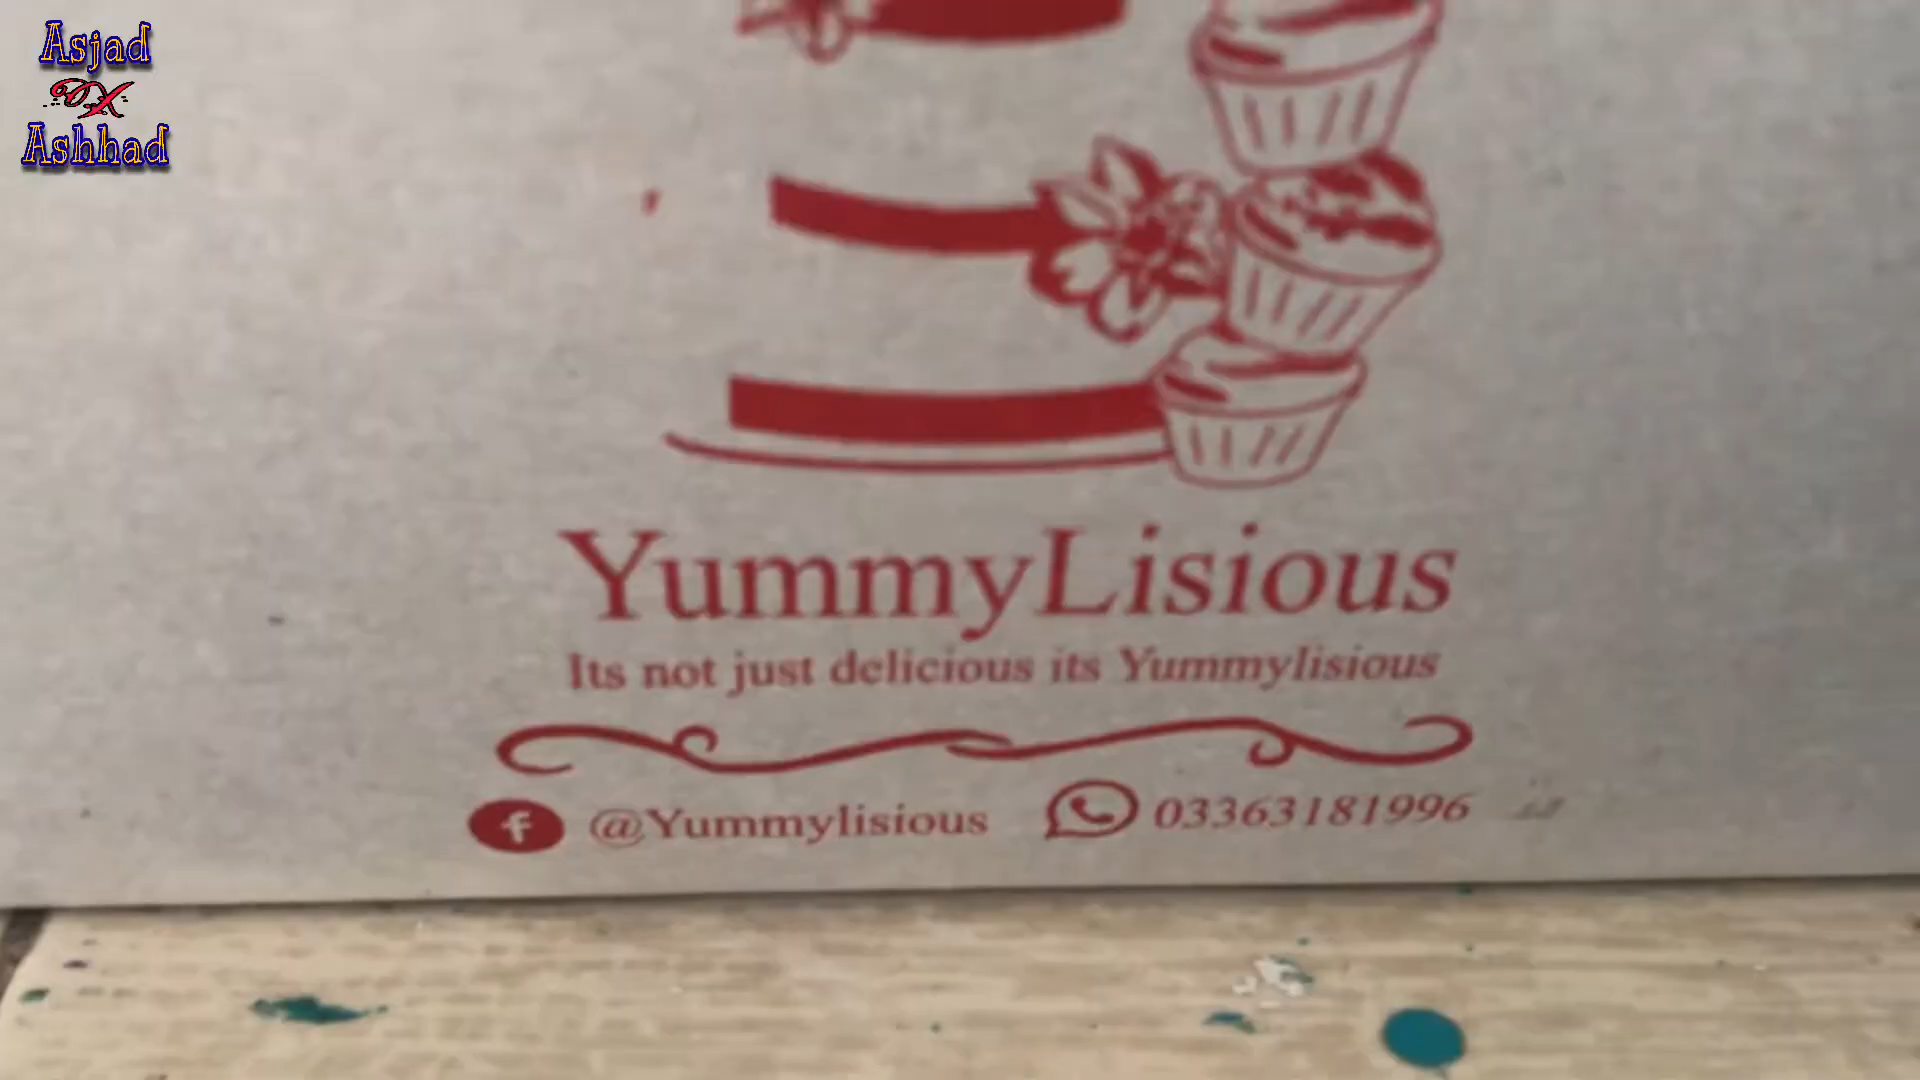 Asjad
X
Ashhad
YummyLisious
Its not just delicious its Yummylisious
@Yummylisious 03363181996